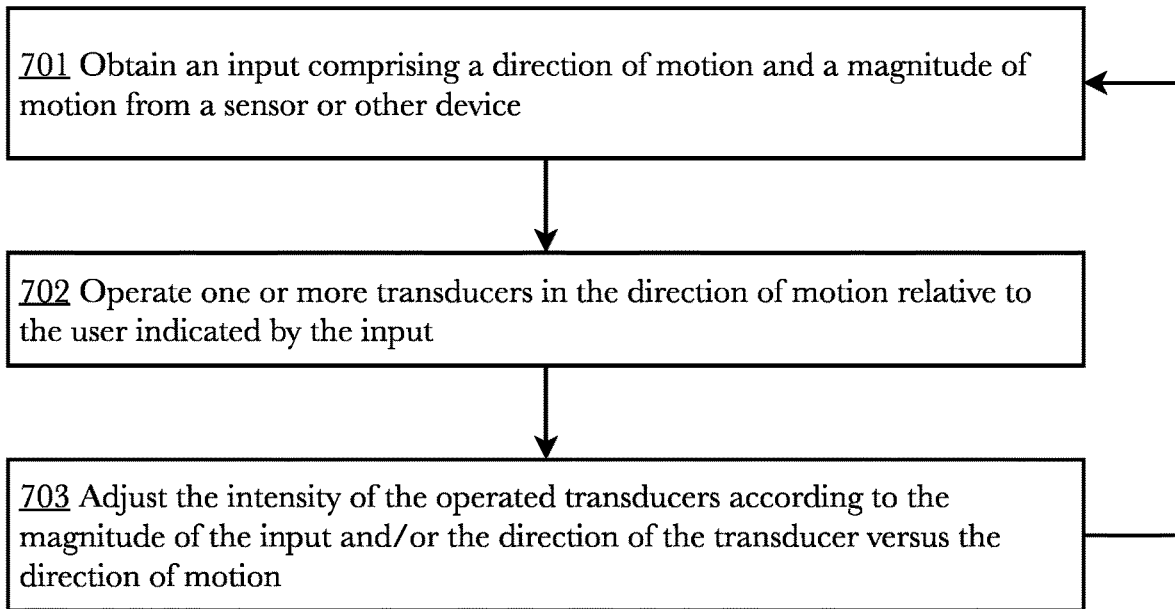 701 Obtain an input comprising a direction of motion and a magnitude of
motion from a sensor or other device
702 Operate one or more transducers in the direction of motion relative to
the user indicated by the input
703 Adjust the intensity of the operated transducers according to the
magnitude of the input and/or the direction of the transducer versus the
direction of motion